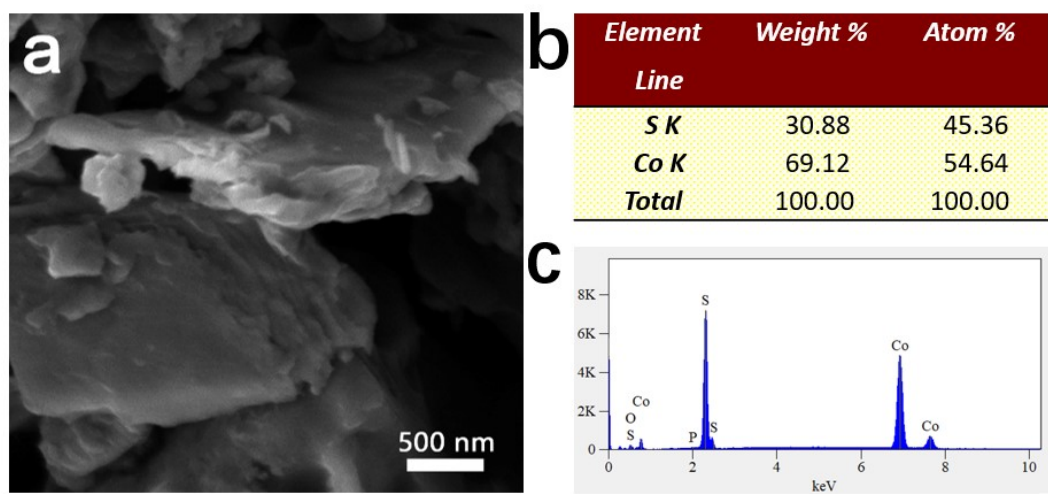 a
500 nm
b
Element Weight % Atom %
Line
S K 30.88 45.36
Co K 69.12 54.64
Total 100.00 100.00
c
8K
6K
4K
2K
0
S
Co
Co
O
S
Co
P
S
0 2 4 6 8 10
keV